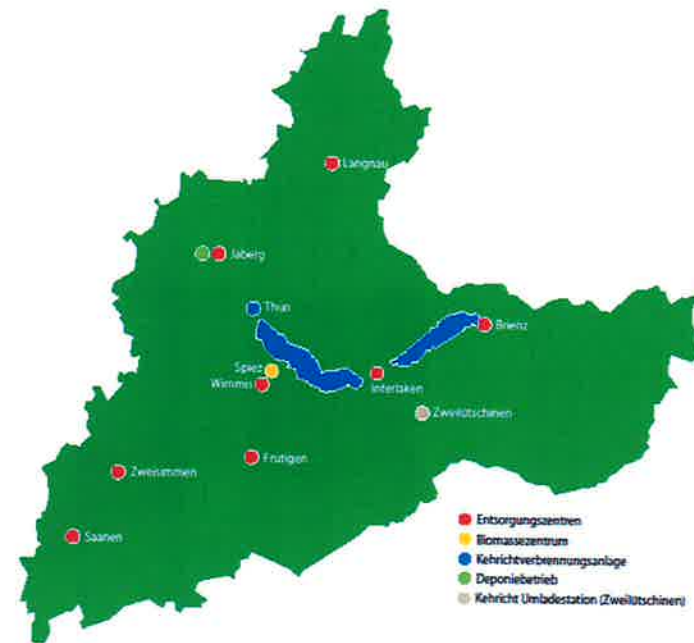 Langnau
Jaberg
Thun
Brienz
Spiez
Wimmis
Interlaken
Zweilütschinen
Frutigen
Zweisimmen
Saanen
Entsorgungszentren
Biomassezentrum
Kehrichtverbrennungsanlage
Deponiebetrieb
Kehricht Umladestation (Zweilütschinen)